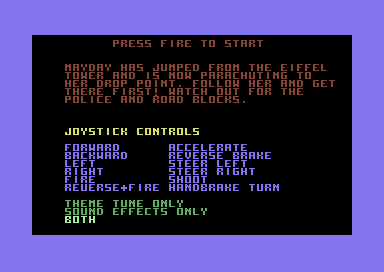 PRESS FIRE TO START
MAYDAY HAS JUMPED FROM THE EIFFEL
TOWER AND IS NOW PARACHUTING TO
HER DROP POINT. FOLLOW HER AND GET
THERE FIRST! WATCH OUT FOR THE
POLICE AND ROAD BLOCKS.
JOYSTICK CONTROLS
FORWARD ACCELERATE
BACKWARD REVERSE BRAKE
LEFT STEER LEFT
RIGHT STEER RIGHT
FIRE SHOOT
REVERSE+FIRE HANDBRAKE TURN
THEME TUNE ONLY
SOUND EFFECTS ONLY
BOTH